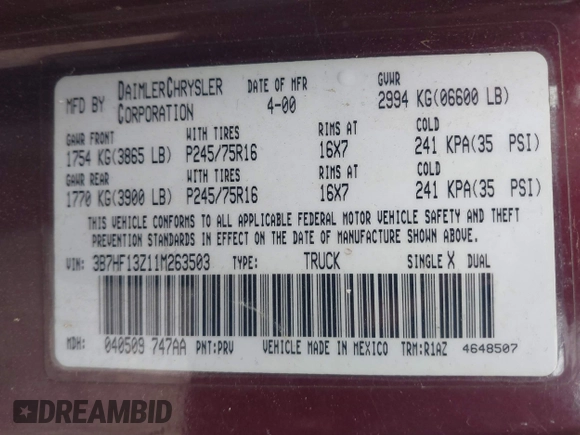 MFD BY DAIMLERCHRYSLER CORPORATION DATE OF MFR 4-00 GVWR 2994 KG(06600 LB)
GAWR FRONT WITH TIRES RIMS AT COLD
1754 KG(3865 LB) P245/75R16 16X7 241 KPA(35 PSI)
GAWR REAR WITH TIRES RIMS AT COLD
1770 KG(3900 LB) P245/75R16 16X7 241 KPA(35 PSI)
THIS VEHICLE CONFORMS TO ALL APPLICABLE FEDERAL MOTOR VEHICLE SAFETY AND THEFT
PREVENTION STANDARDS IN EFFECT ON THE DATE OF MANUFACTURE SHOWN ABOVE.
VIN: 3B7HF13Z11M263503 TYPE: TRUCK SINGLE X DUAL
MDH: 040509 747AA PNT:PRV VEHICLE MADE IN MEXICO TRM:R1AZ 4648507
DREAMBID